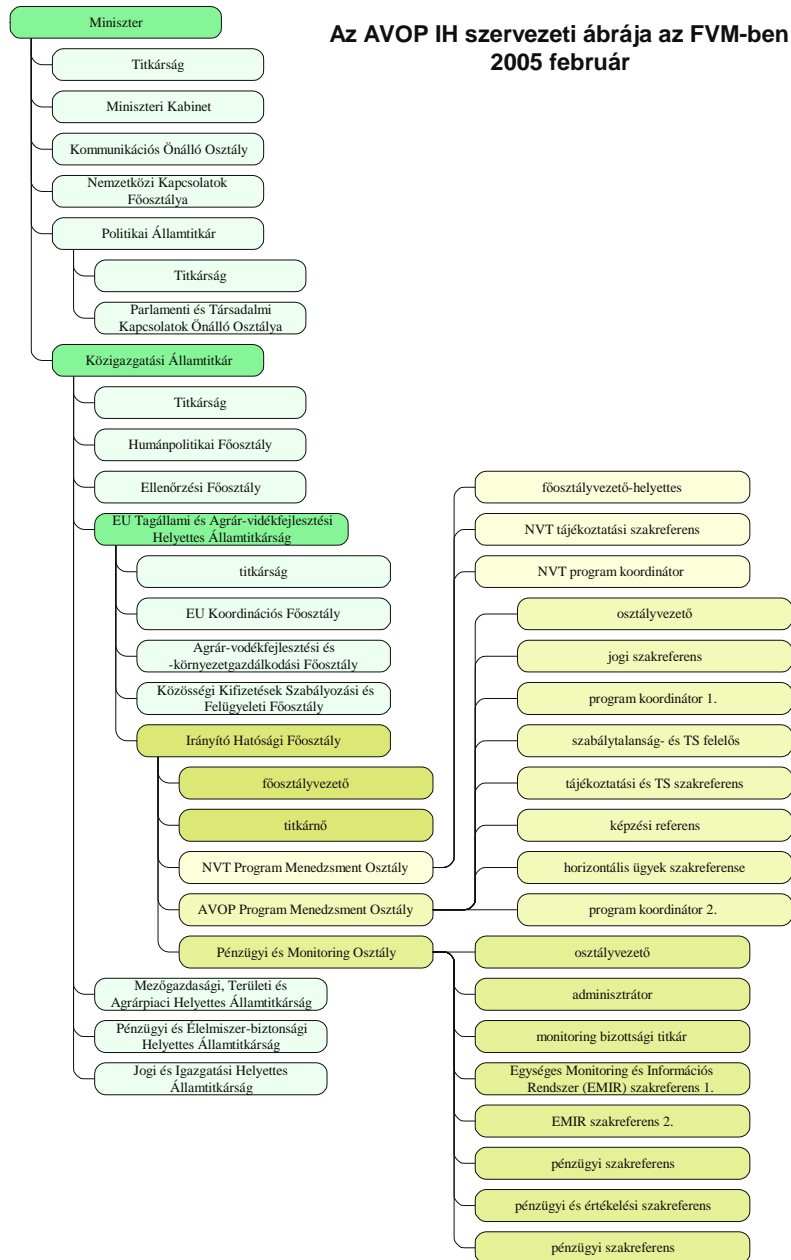 Az AVOP IH szervezeti ábrája az FVM-ben
2005 február
Miniszter
Titkárság
Miniszteri Kabinet
Kommunikációs Önálló Osztály
Nemzetközi Kapcsolatok
Főosztálya
Politikai Államtitkár
Titkárság
Parlamenti és Társadalmi
Kapcsolatok Önálló Osztálya
Közigazgatási Államtitkár
Titkárság
Humánpolitikai Főosztály
Ellenőrzési Főosztály
EU Tagállami és Agrár-vidékfejlesztési
Helyettes Államtitkárság
titkárság
EU Koordinációs Főosztály
Agrár-vodékfejlesztési és
-környezetgazdálkodási Főosztály
Közösségi Kifizetések Szabályozási és
Felügyeleti Főosztály
Irányító Hatósági Főosztály
főosztályvezető
titkárnő
NVT Program Menedzsment Osztály
AVOP Program Menedzsment Osztály
Pénzügyi és Monitoring Osztály
Mezőgazdasági, Területi és
Agrárpiaci Helyettes Államtitkárság
Pénzügyi és Élelmiszer-biztonsági
Helyettes Államtitkárság
Jogi és Igazgatási Helyettes
Államtitkárság
főosztályvezető-helyettes
NVT tájékoztatási szakreferens
NVT program koordinátor
osztályvezető
jogi szakreferens
program koordinátor 1.
szabálytalanság- és TS felelős
tájékoztatási és TS szakreferens
képzési referens
horizontális ügyek szakreferense
program koordinátor 2.
osztályvezető
adminisztrátor
monitoring bizottsági titkár
Egységes Monitoring és Információs
Rendszer (EMIR) szakreferens 1.
EMIR szakreferens 2.
pénzügyi szakreferens
pénzügyi és értékelési szakreferens
pénzügyi szakreferens